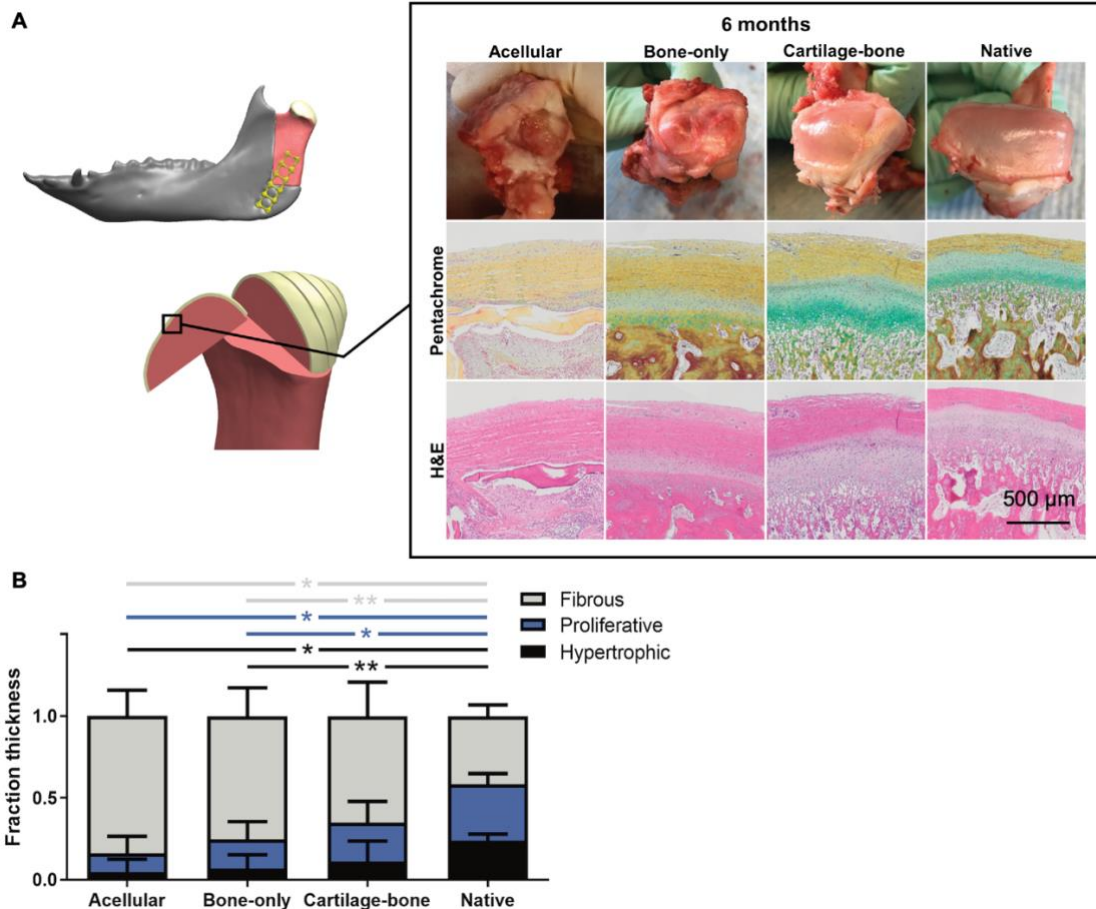 A
6 months
Acellular Bone-only Cartilage-bone Native
Pentachrome
H&E
500 µm
B
* 
**
*
*
*
**
Fibrous
Proliferative
Hypertrophic
Fraction thickness
1.0
0.5
0.0
Acellular Bone-only Cartilage-bone Native